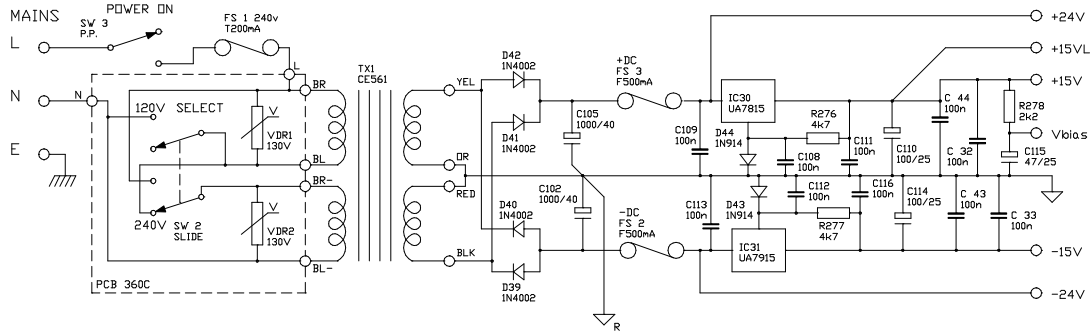 MAINS
POWER ON
SW 3
P.P.
FS 1 240v
T200mA
L
N
E
N
L
120V
SELECT
240V
SW 2
SLIDE
V
VDR1
130V
V
VDR2
130V
PCB 360C
BR
BL
BR-
BL-
TX1
CE561
YEL
OR
RED
BLK
D42
1N4002
D41
1N4002
D40
1N4002
D39
1N4002
C105
1000/40
C102
1000/40
R
+DC
FS 3
F500mA
-DC
FS 2
F500mA
C109
100n
C113
100n
IC30
UA7815
D44
1N914
D43
1N914
IC31
UA7915
R276
4k7
C108
100n
C111
100n
C112
100n
R277
4k7
C116
100n
C110
100/25
C114
100/25
C 44
100n
C 32
100n
C 43
100n
C 33
100n
R278
2k2
C115
47/25
+24V
+15VL
+15V
Vbias
-15V
-24V